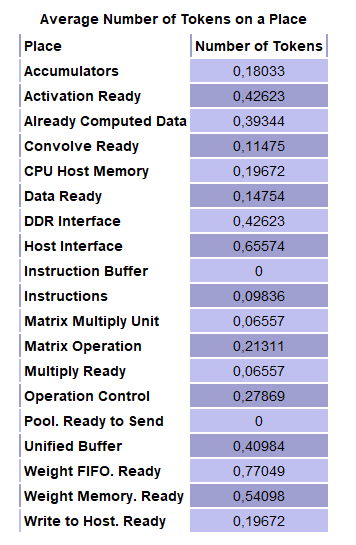 Average Number of Tokens on a Place
Place Number of Tokens
Accumulators 0,18033
Activation Ready 0,42623
Already Computed Data 0,39344
Convolve Ready 0,11475
CPU Host Memory 0,19672
Data Ready 0,14754
DDR Interface 0,42623
Host Interface 0,65574
Instruction Buffer 0
Instructions 0,09836
Matrix Multiply Unit 0,06557
Matrix Operation 0,21311
Multiply Ready 0,06557
Operation Control 0,27869
Pool. Ready to Send 0
Unified Buffer 0,40984
Weight FIFO. Ready 0,77049
Weight Memory. Ready 0,54098
Write to Host. Ready 0,19672